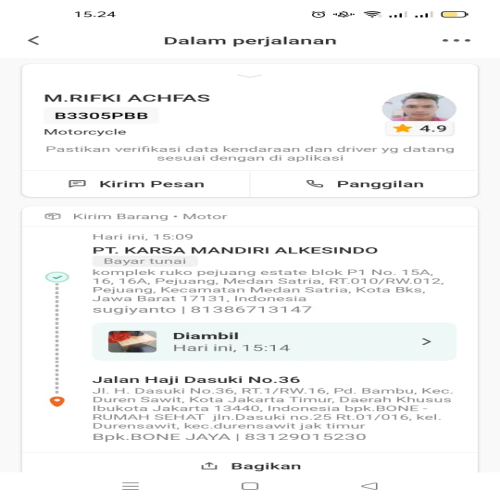 15.24
Dalam perjalanan
M.RIFKI ACHFAS
B3305PBB
Motorcycle
4.9
Pastikan verifikasi data kendaraan dan driver yg datang
sesuai dengan di aplikasi
Kirim Pesan
Panggilan
Kirim Barang • Motor
Hari ini, 15:09
PT. KARSA MANDIRI ALKESINDO
Bayar tunai
komplek ruko pejuang estate blok P1 No. 15A,
16, 16A, Pejuang, Medan Satria, RT.010/RW.012,
Pejuang, Kecamatan Medan Satria, Kota Bks,
Jawa Barat 17131, Indonesia
sugiyanto | 81386713147
Diambil
Hari ini, 15:14
Jalan Haji Dasuki No.36
Jl. H. Dasuki No.36, RT.1/RW.16, Pd. Bambu, Kec.
Duren Sawit, Kota Jakarta Timur, Daerah Khusus
Ibukota Jakarta 13440, Indonesia bpk.BONE -
RUMAH SEHAT jln.Dasuki no.25 Rt.01/016, kel.
Durensawit, kec.durensawit jak timur
Bpk.BONE JAYA | 83129015230
Bagikan